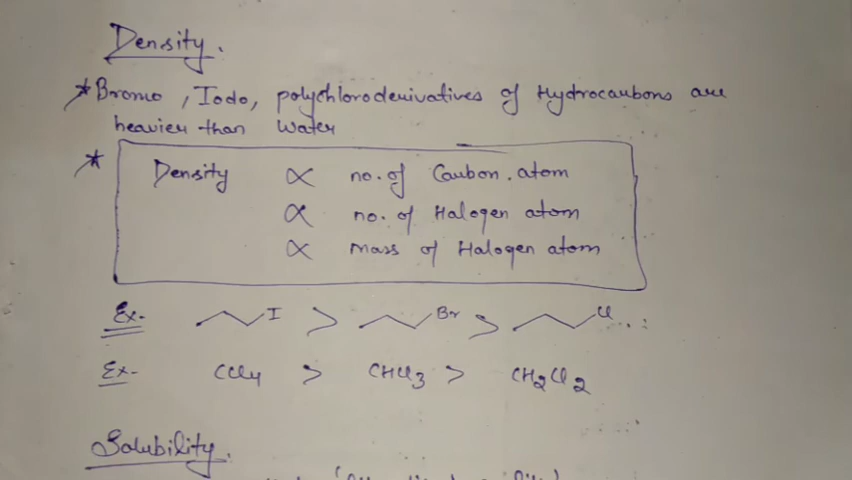 Density.
* Bromo, Iodo, polychloroderivatives of Hydrocarbons are
heavier than Water
* Density ∝ no. of Carbon. atom
∝ no. of Halogen atom
∝ mass of Halogen atom
Ex- I > Br > Cl
Ex- CCl4 > CHCl3 > CH2Cl2
Solubility.